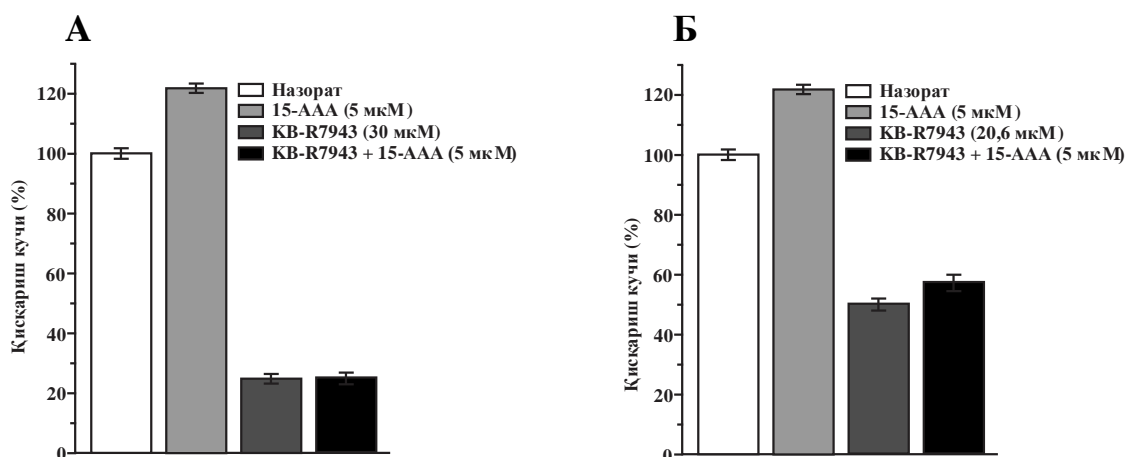 А
Қисқариш кучи (%)
120
100
80
60
40
20
0
Назорат
15-ААА (5 мкМ)
KB-R7943 (30 мкМ)
KB-R7943 + 15-ААА (5 мкМ)
Б
Қисқариш кучи (%)
120
100
80
60
40
20
0
Назорат
15-ААА (5 мкМ)
KB-R7943 (20,6 мкМ)
KB-R7943 + 15-ААА (5 мкМ)